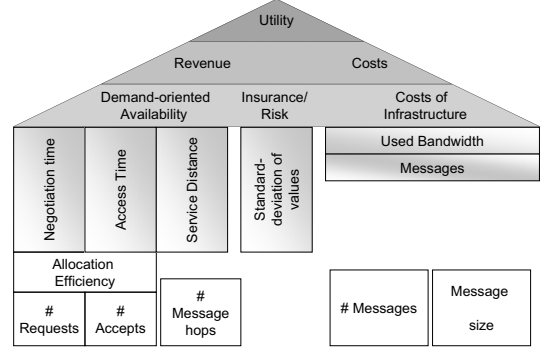 Utility
Revenue Costs
Demand-oriented Availability
Insurance/ Risk
Costs of Infrastructure
Negotiation time
Access Time
Service Distance
Standard-
deviation of
values
Used Bandwidth
Messages
Allocation
Efficiency
#
Requests
#
Accepts
#
Message
hops
# Messages
Message
size